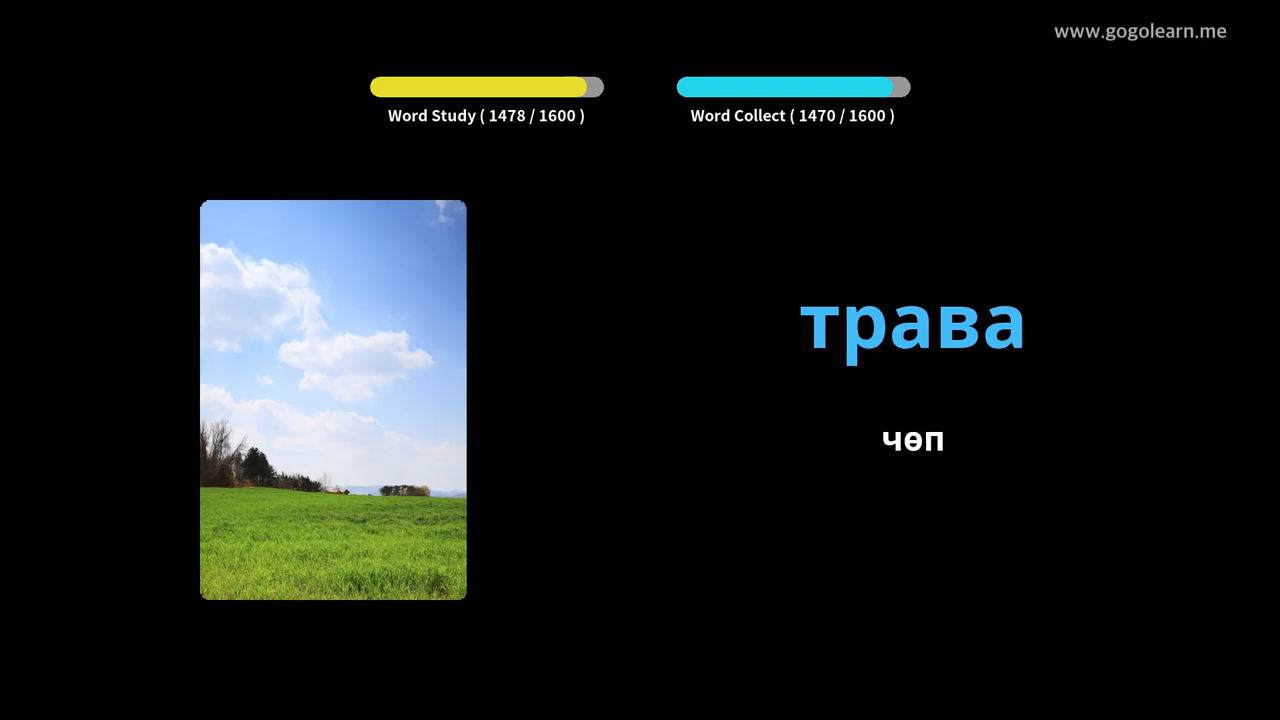 www.gogolearn.me
Word Study ( 1478 / 1600 )
Word Collect ( 1470 / 1600 )
трава
чөп